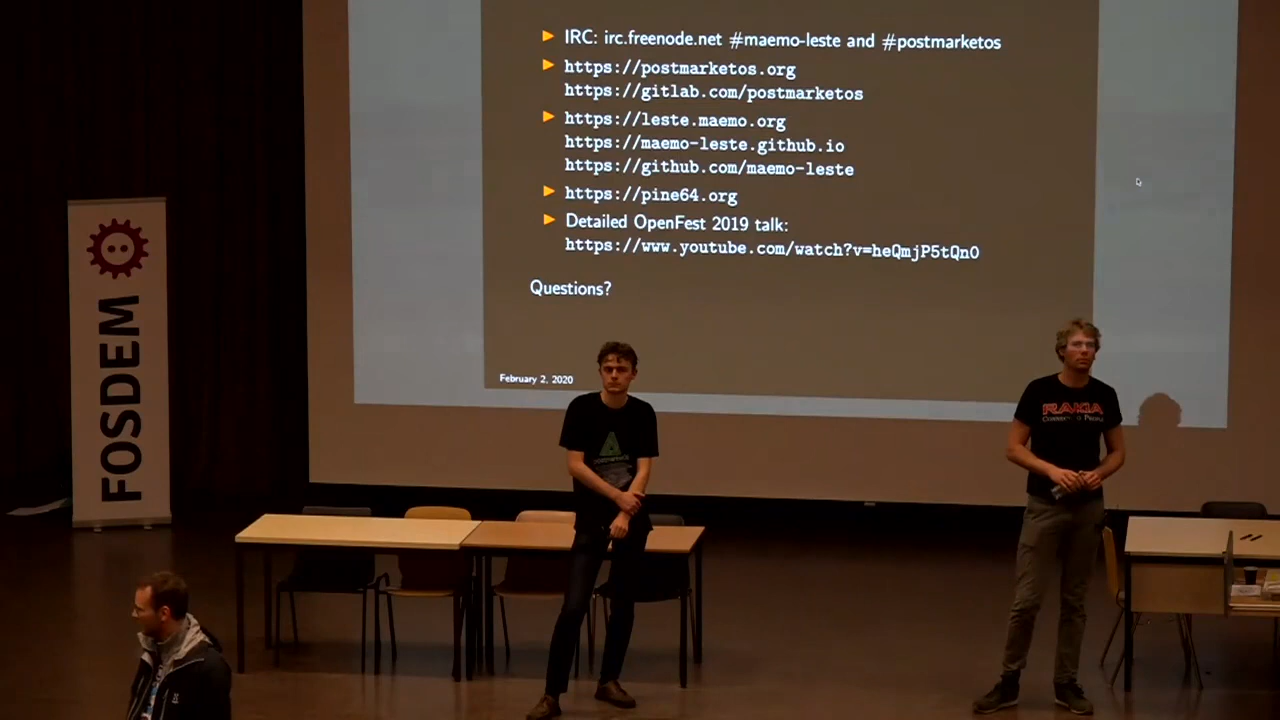 IRC: irc.freenode.net #maemo-leste and #postmarketos
https://postmarketos.org
https://gitlab.com/postmarketos
https://leste.maemo.org
https://maemo-leste.github.io
https://github.com/maemo-leste
https://pine64.org
Detailed OpenFest 2019 talk:
https://www.youtube.com/watch?v=heQmjP5tQn0
Questions?
February 2, 2020
FOSDEM
RAKIA